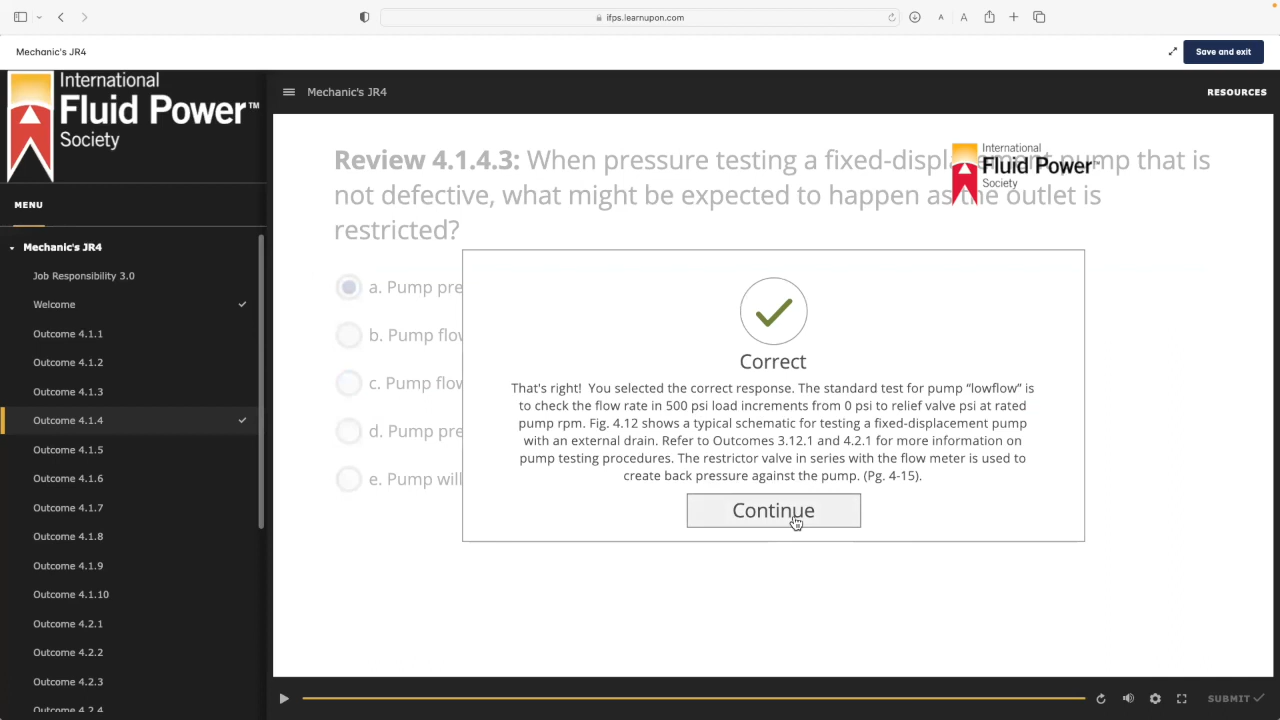 ifps.learnupon.com
A
A
Mechanic's JR4
Save and exit
International
Fluid Power™
Society
MENU
Mechanic's JR4
Job Responsibility 3.0
Welcome
Outcome 4.1.1
Outcome 4.1.2
Outcome 4.1.3
Outcome 4.1.4
Outcome 4.1.5
Outcome 4.1.6
Outcome 4.1.7
Outcome 4.1.8
Outcome 4.1.9
Outcome 4.1.10
Outcome 4.2.1
Outcome 4.2.2
Outcome 4.2.3
Outcome 4.2.4
Mechanic's JR4
RESOURCES
Review 4.1.4.3: When pressure testing a fixed-displacement pump that is
not defective, what might be expected to happen as the outlet is
restricted?
International
Fluid Power™
Society
a. Pump pre
b. Pump flow
c. Pump flow
d. Pump pre
e. Pump will
Correct
That's right!  You selected the correct response. The standard test for pump “lowflow” is
to check the flow rate in 500 psi load increments from 0 psi to relief valve psi at rated
pump rpm. Fig. 4.12 shows a typical schematic for testing a fixed-displacement pump
with an external drain. Refer to Outcomes 3.12.1 and 4.2.1 for more information on
pump testing procedures. The restrictor valve in series with the flow meter is used to
create back pressure against the pump. (Pg. 4-15).
Continue
SUBMIT